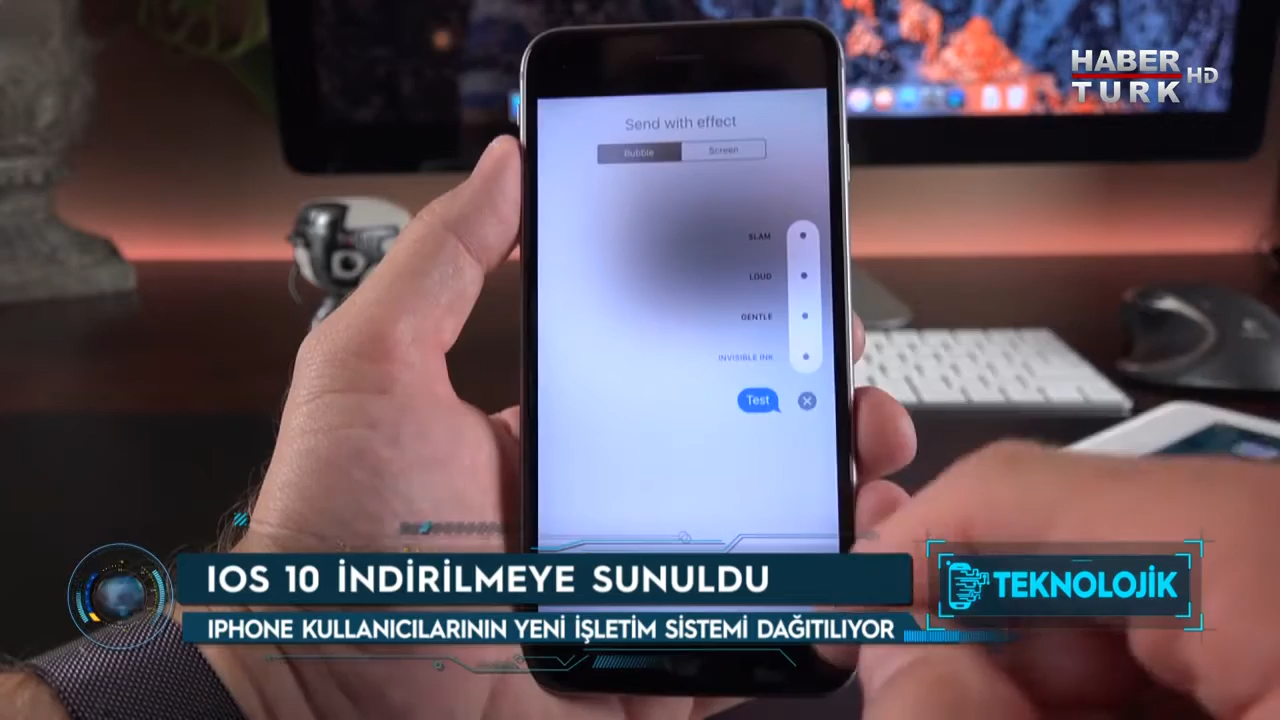 HABER
TURK HD
Send with effect
Bubble Screen
SLAM
LOUD
GENTLE
INVISIBLE INK
Test
IOS 10 İNDİRİLMEYE SUNULDU
IPHONE KULLANICILARININ YENİ İŞLETİM SİSTEMİ DAĞITILIYOR
TEKNOLOJİK